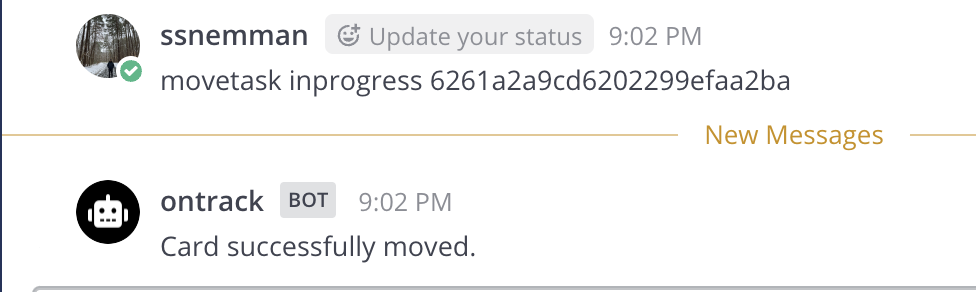 ssnemman Update your status 9:02 PM
movetask inprogress 6261a2a9cd6202299efaa2ba
New Messages
ontrack BOT 9:02 PM
Card successfully moved.